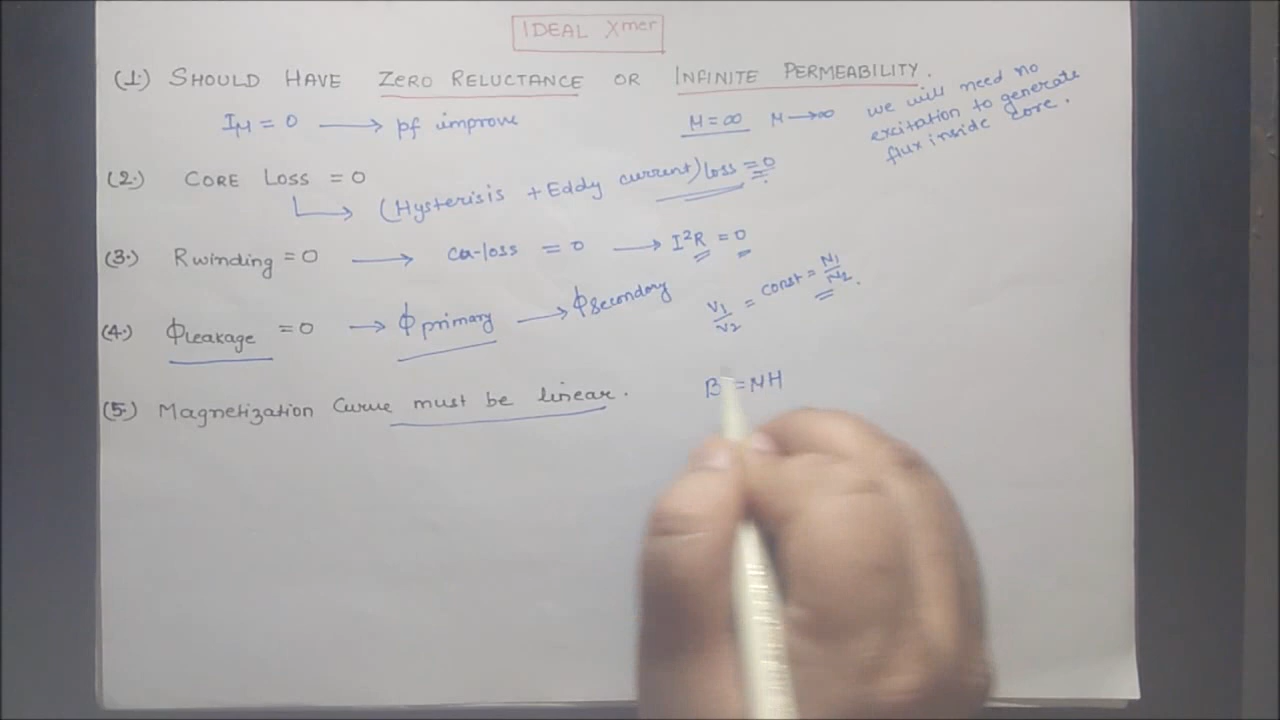 IDEAL Xmer
(1.) SHOULD HAVE ZERO RELUCTANCE OR INFINITE PERMEABILITY.
IM = 0 → pf improve
μ = ∞ μ → ∞
we will need no
excitation to generate
flux inside core.
(2.) CORE LOSS = 0
(Hysterisis + Eddy current) loss = 0
(3.) Rwinding = 0 → cu-loss = 0 → I²R = 0
(4.) Φleakage = 0 → Φprimary → Φsecondary
V1/V2 = const = N1/N2.
(5.) Magnetization Curve must be linear.
B = μH